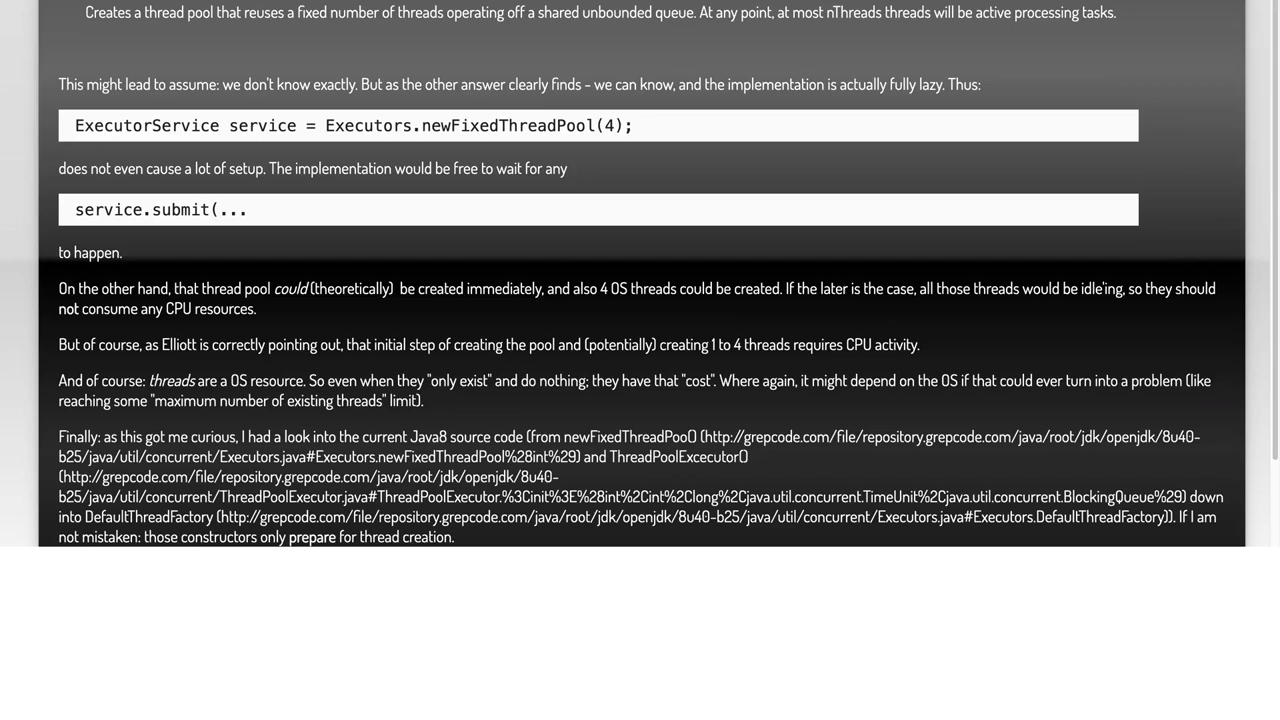 Creates a thread pool that reuses a fixed number of threads operating off a shared unbounded queue. At any point, at most nThreads threads will be active processing tasks.
This might lead to assume: we don't know exactly. But as the other answer clearly finds - we can know, and the implementation is actually fully lazy. Thus:
ExecutorService service = Executors.newFixedThreadPool(4);
does not even cause a lot of setup. The implementation would be free to wait for any
service.submit(...
to happen.
On the other hand, that thread pool could (theoretically)  be created immediately, and also 4 OS threads could be created. If the later is the case, all those threads would be idle'ing, so they should
not consume any CPU resources.
But of course, as Elliott is correctly pointing out, that initial step of creating the pool and (potentially) creating 1 to 4 threads requires CPU activity.
And of course: threads are a OS resource. So even when they "only exist" and do nothing; they have that "cost". Where again, it might depend on the OS if that could ever turn into a problem (like
reaching some "maximum number of existing threads" limit).
Finally: as this got me curious, I had a look into the current Java8 source code (from newFixedThreadPoo() (http://grepcode.com/file/repository.grepcode.com/java/root/jdk/openjdk/8u40-
b25/java/util/concurrent/Executors.java#Executors.newFixedThreadPool%28int%29) and ThreadPoolExcecutor()
(http://grepcode.com/file/repository.grepcode.com/java/root/jdk/openjdk/8u40-
b25/java/util/concurrent/ThreadPoolExecutor.java#ThreadPoolExecutor.%3Cinit%3E%28int%2Cint%2Clong%2Cjava.util.concurrent.TimeUnit%2Cjava.util.concurrent.BlockingQueue%29) down
into DefaultThreadFactory (http://grepcode.com/file/repository.grepcode.com/java/root/jdk/openjdk/8u40-b25/java/util/concurrent/Executors.java#Executors.DefaultThreadFactory)). If I am
not mistaken: those constructors only prepare for thread creation.